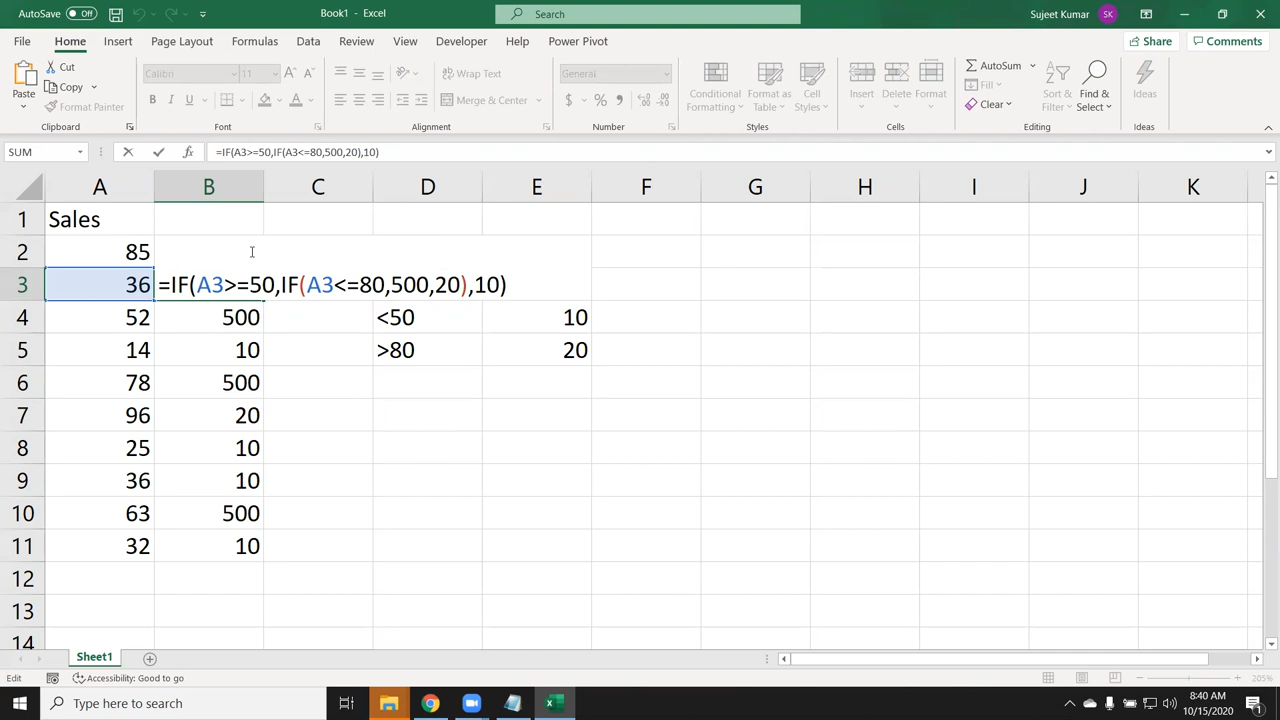 AutoSave Off Book1 - Excel Search Sujeet Kumar SK
File Home Insert Page Layout Formulas Data Review View Developer Help Power Pivot Share Comments
Paste Cut Copy Format Painter
Calibri 11 B I U A A
Wrap Text Merge & Center
General $ % 9
Conditional Formatting Format as Table Cell Styles
Insert Delete Format
AutoSum Fill Clear Sort & Filter Find & Select
Ideas
Clipboard Font Alignment Number Styles Cells Editing Ideas
SUM fx =IF(A3>=50,IF(A3<=80,500,20),10)
A B C D E F G H I J K
1 Sales
2 85
3 36 =IF(A3>=50,IF(A3<=80,500,20),10)
4 52 500 <50 10
5 14 10 >80 20
6 78 500
7 96 20
8 25 10
9 36 10
10 63 500
11 32 10
12
13
14
Sheet1
Edit Accessibility: Good to go 205%
Type here to search 8:40 AM
10/15/2020